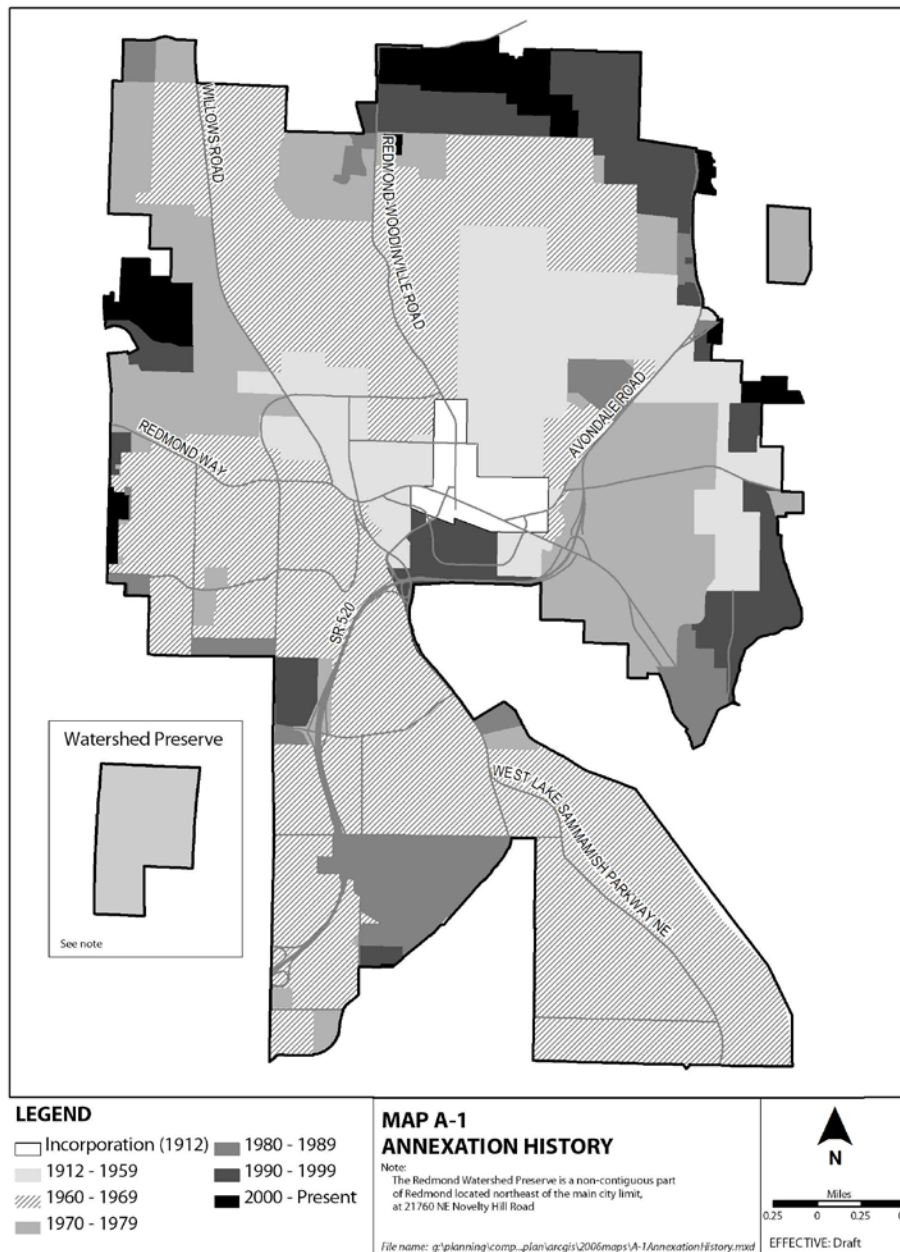 WILLOWS ROAD
REDMOND-WOODINVILLE ROAD
AVONDALE ROAD
REDMOND WAY
SR 520
WEST LAKE SAMMAMISH PARKWAY NE
Watershed Preserve
See note
LEGEND
Incorporation (1912)
1912 - 1959
1960 - 1969
1970 - 1979
1980 - 1989
1990 - 1999
2000 - Present
MAP A-1
ANNEXATION HISTORY
Note:
The Redmond Watershed Preserve is a non-contiguous part
of Redmond located northeast of the main city limit,
at 21760 NE Novelty Hill Road
File name: g:\planning\comp...plan\arcgis\2006maps\A-1AnnexationHistory.mxd
N
Miles
0.25 0 0.25
EFFECTIVE: Draft